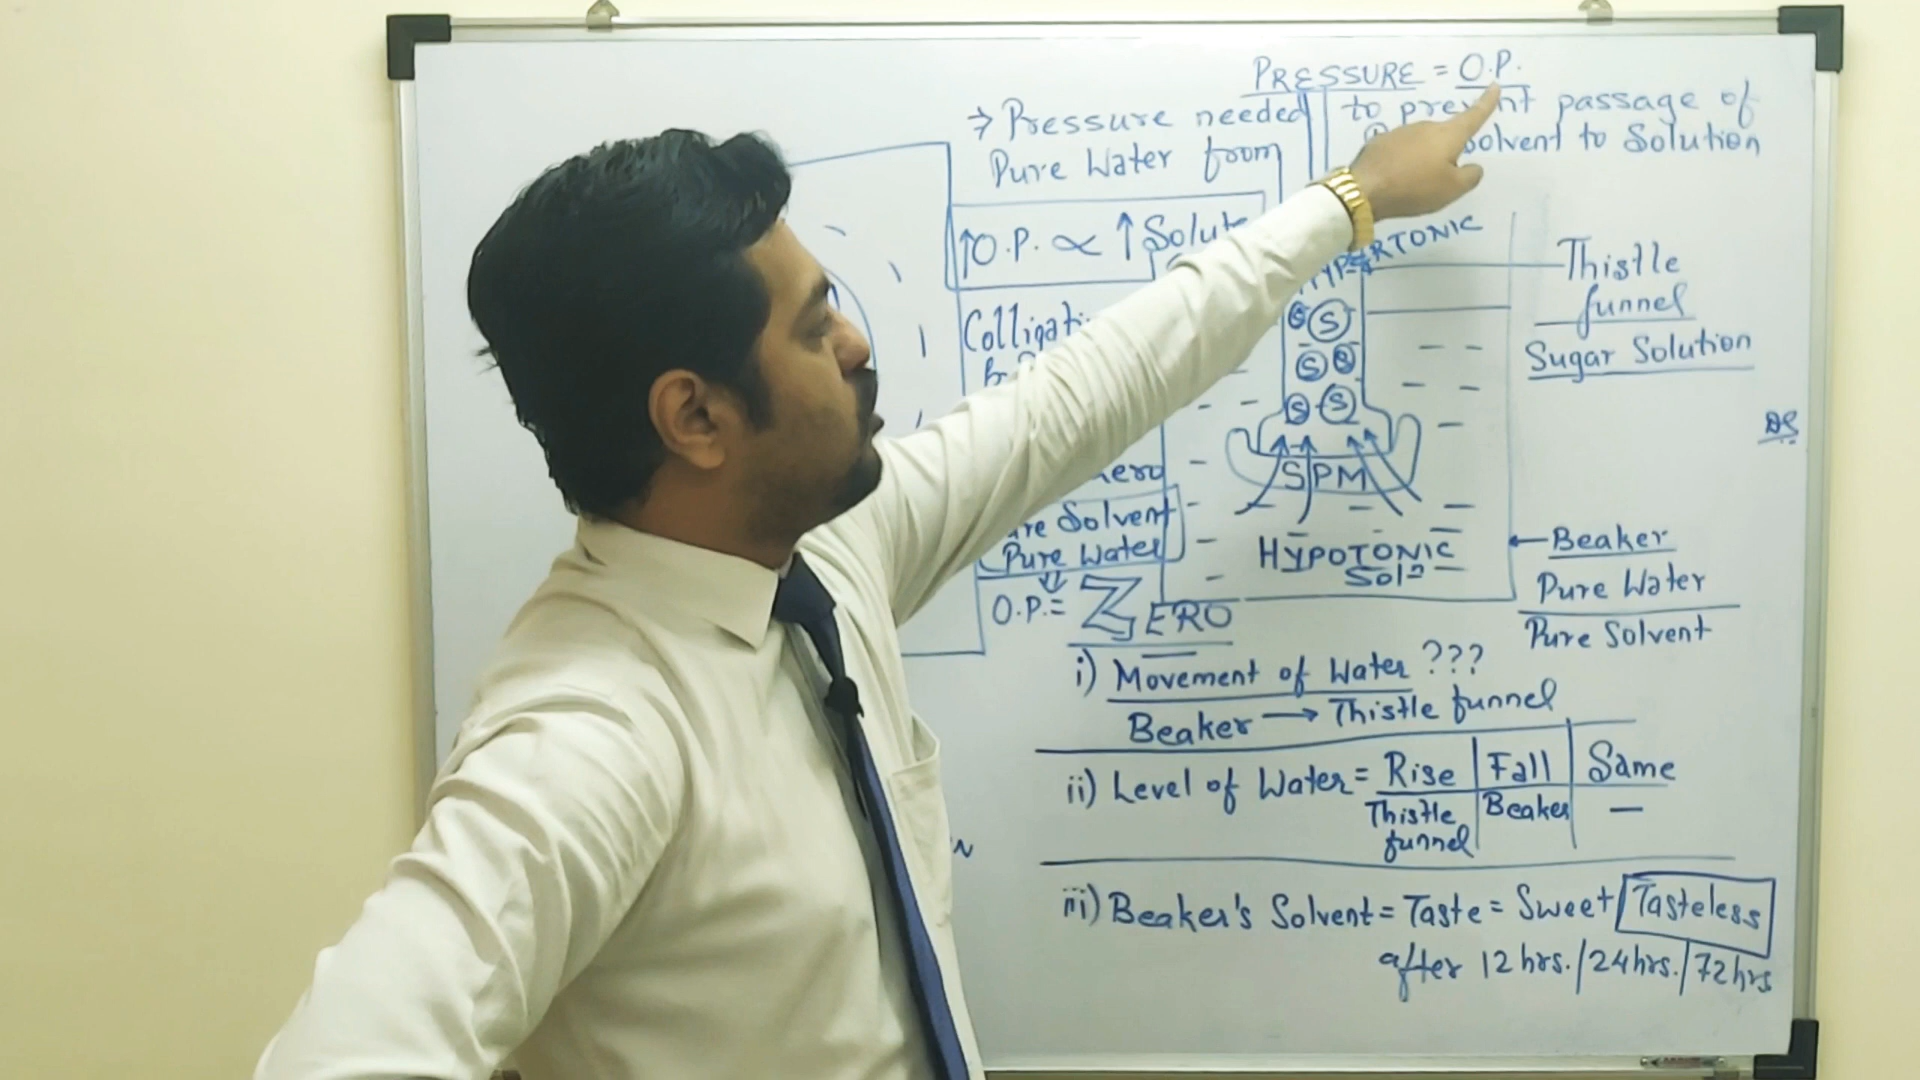 PRESSURE = O.P.
→ Pressure needed to prevent passage of
Pure Water from solvent to Solution
↑O.P. ∝ ↑ Solute
HYPERTONIC
Thistle
funnel
Sugar Solution
S S
S S
S S
SPM
HYPOTONIC
Sol n
Beaker
Pure Water
Pure Solvent
DS
Solvent
Pure Water
O.P. = ZERO
i) Movement of Water ???
Beaker → Thistle funnel
ii) Level of Water = Rise | Fall | Same
Thistle funnel | Beaker | —
iii) Beaker's Solvent = Taste = Sweet / Tasteless
after 12 hrs. / 24 hrs. / 72 hrs